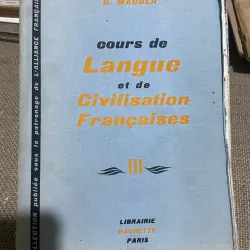 G. MAUGER
cours de
Langue
et de
Civilisation
Françaises
III
LIBRAIRIE
HACHETTE
PARIS
COLLECTION publiée sous le patronage de L'ALLIANCE FRANÇAISE